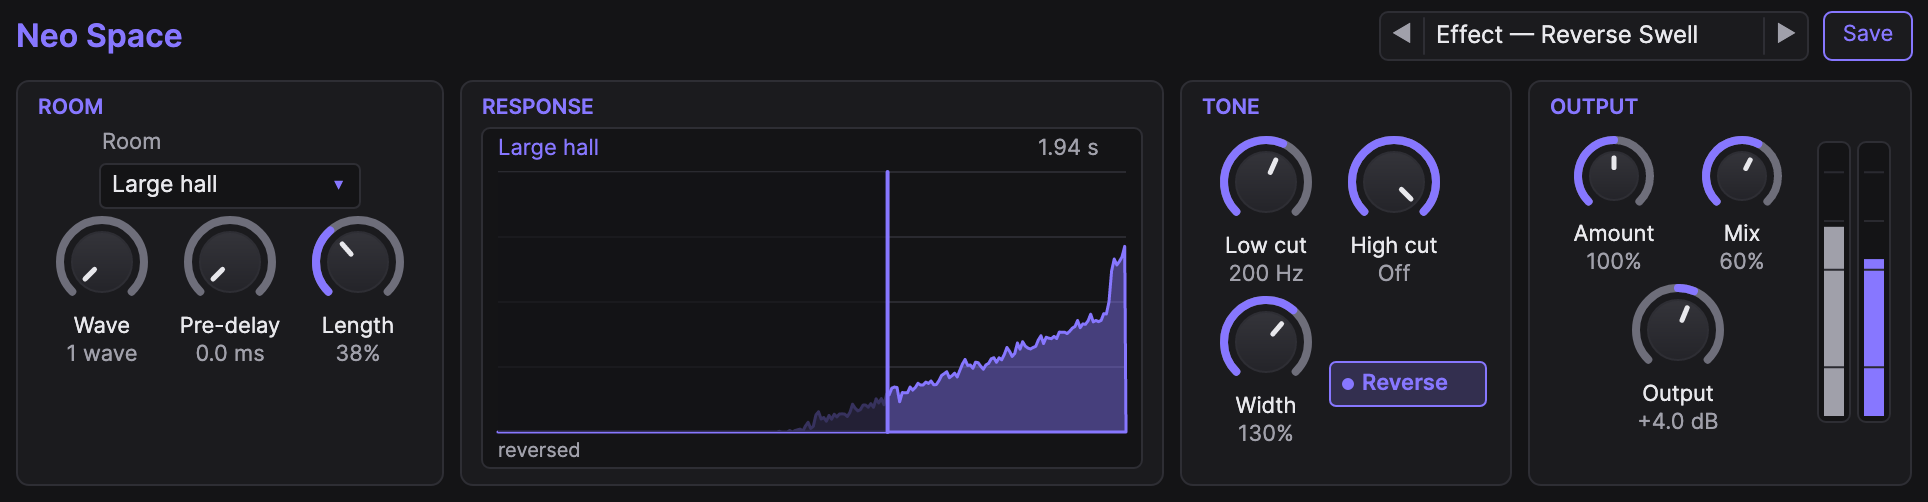 Neo Space
Effect — Reverse Swell
Save
ROOM
Room
Large hall
Wave
1 wave
Pre-delay
0.0 ms
Length
38%
RESPONSE
Large hall
1.94 s
reversed
TONE
Low cut
200 Hz
High cut
Off
Width
130%
Reverse
OUTPUT
Amount
100%
Mix
60%
Output
+4.0 dB